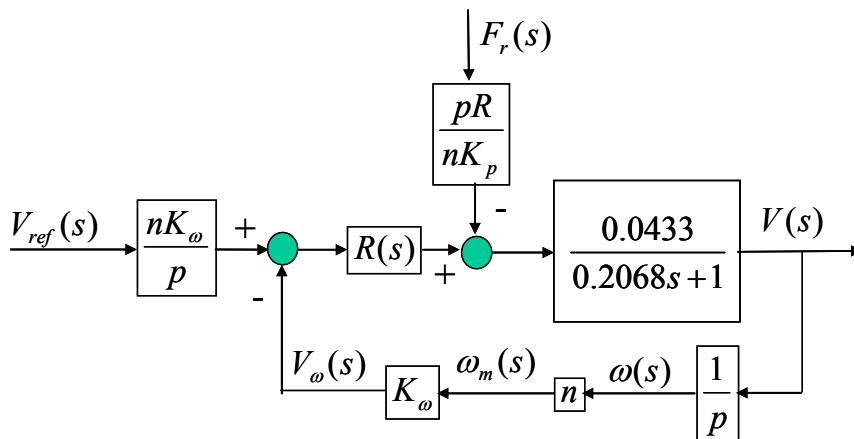 F_r(s)
pR
nK_p
-
V_ref(s)
nK_ω
p
+
R(s)
+
0.0433
0.2068s+1
V(s)
-
V_ω(s)
K_ω
ω_m(s)
n
ω(s)
1
p